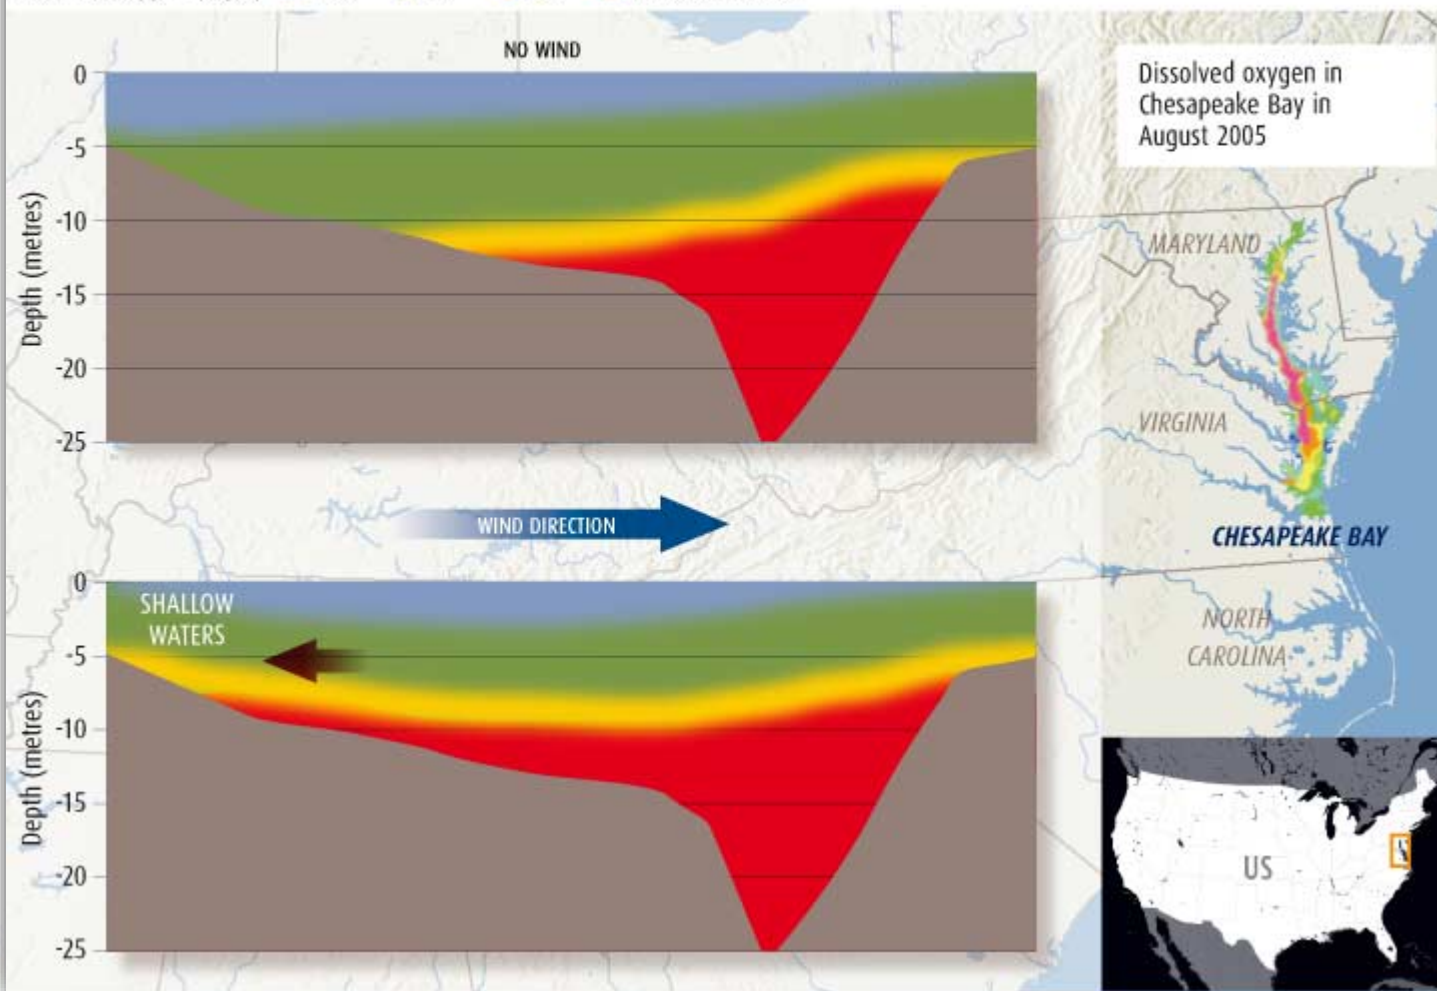 NO WIND
0
-5
-10
-15
-20
-25
Depth (metres)
WIND DIRECTION
0
-5
-10
-15
-20
-25
Depth (metres)
SHALLOW
WATERS
Dissolved oxygen in
Chesapeake Bay in
August 2005
MARYLAND
VIRGINIA
CHESAPEAKE BAY
NORTH
CAROLINA
US